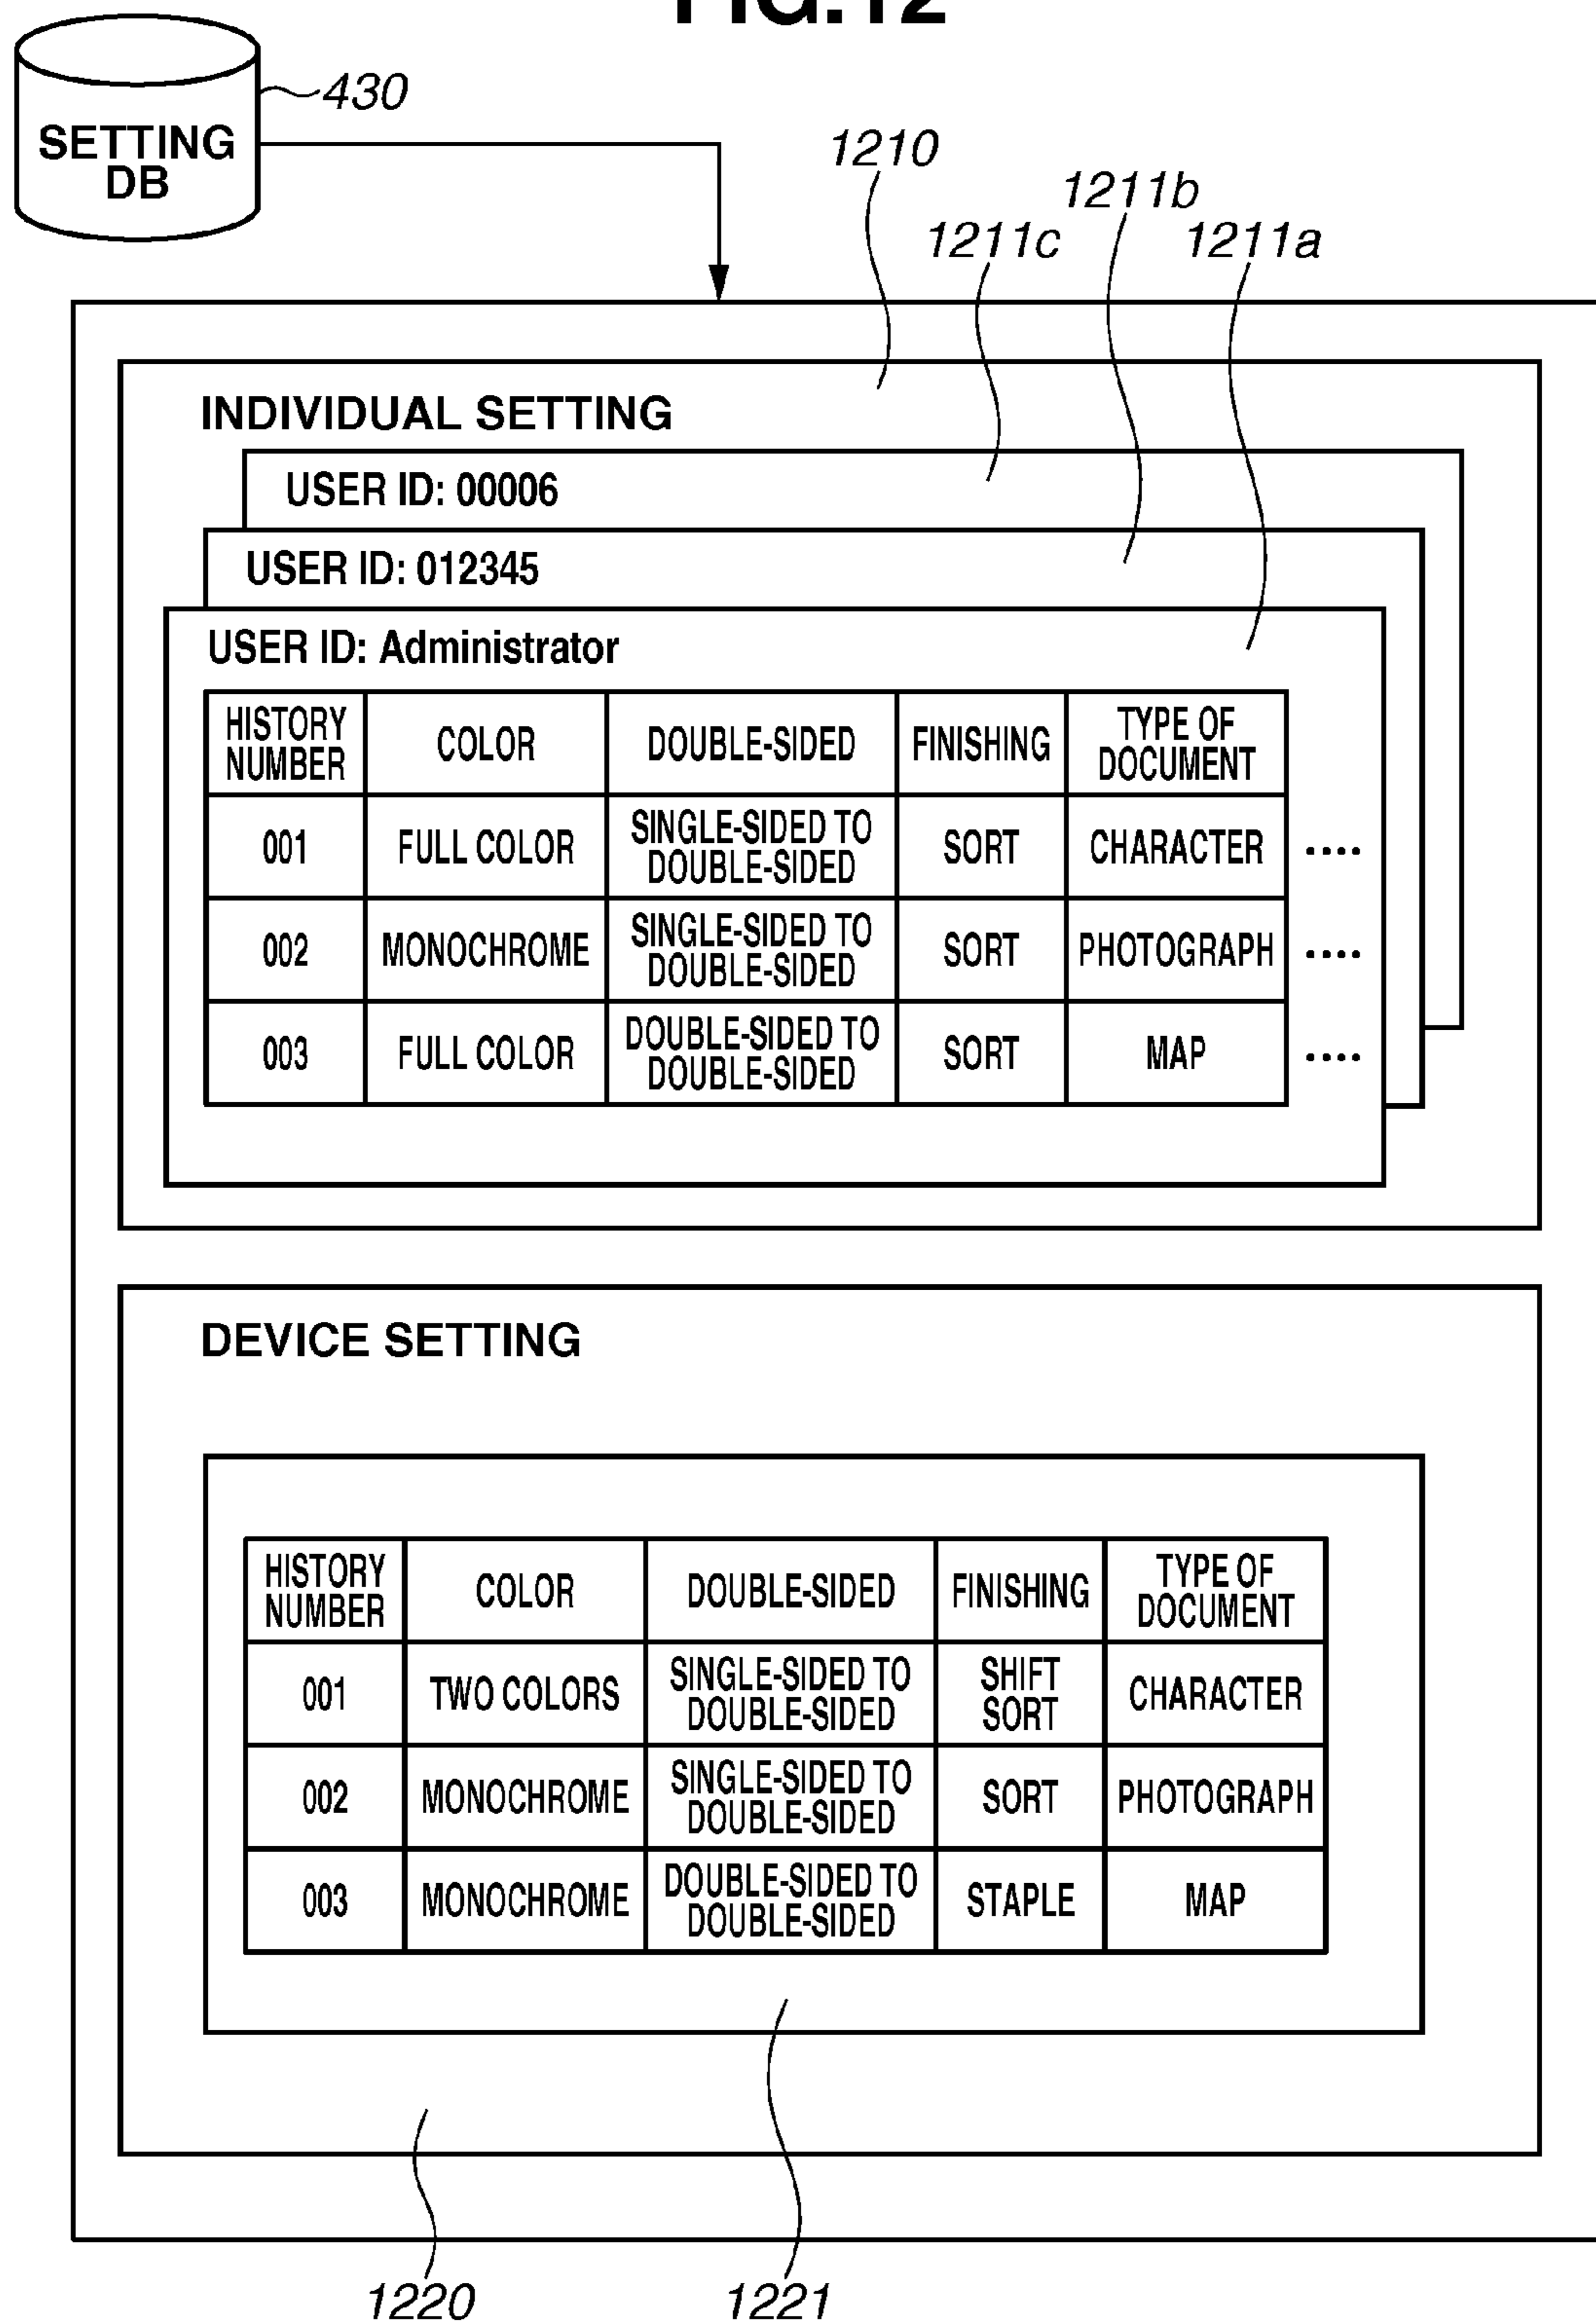 FIG.12
430
SETTING
DB
1210
1211b
1211c
1211a
INDIVIDUAL SETTING
USER ID: 00006
USER ID: 012345
USER ID: Administrator
HISTORY NUMBER COLOR DOUBLE-SIDED FINISHING TYPE OF DOCUMENT
001 FULL COLOR SINGLE-SIDED TO DOUBLE-SIDED SORT CHARACTER ....
002 MONOCHROME SINGLE-SIDED TO DOUBLE-SIDED SORT PHOTOGRAPH ....
003 FULL COLOR DOUBLE-SIDED TO DOUBLE-SIDED SORT MAP ....
DEVICE SETTING
HISTORY NUMBER COLOR DOUBLE-SIDED FINISHING TYPE OF DOCUMENT
001 TWO COLORS SINGLE-SIDED TO DOUBLE-SIDED SHIFT SORT CHARACTER
002 MONOCHROME SINGLE-SIDED TO DOUBLE-SIDED SORT PHOTOGRAPH
003 MONOCHROME DOUBLE-SIDED TO DOUBLE-SIDED STAPLE MAP
1220
1221